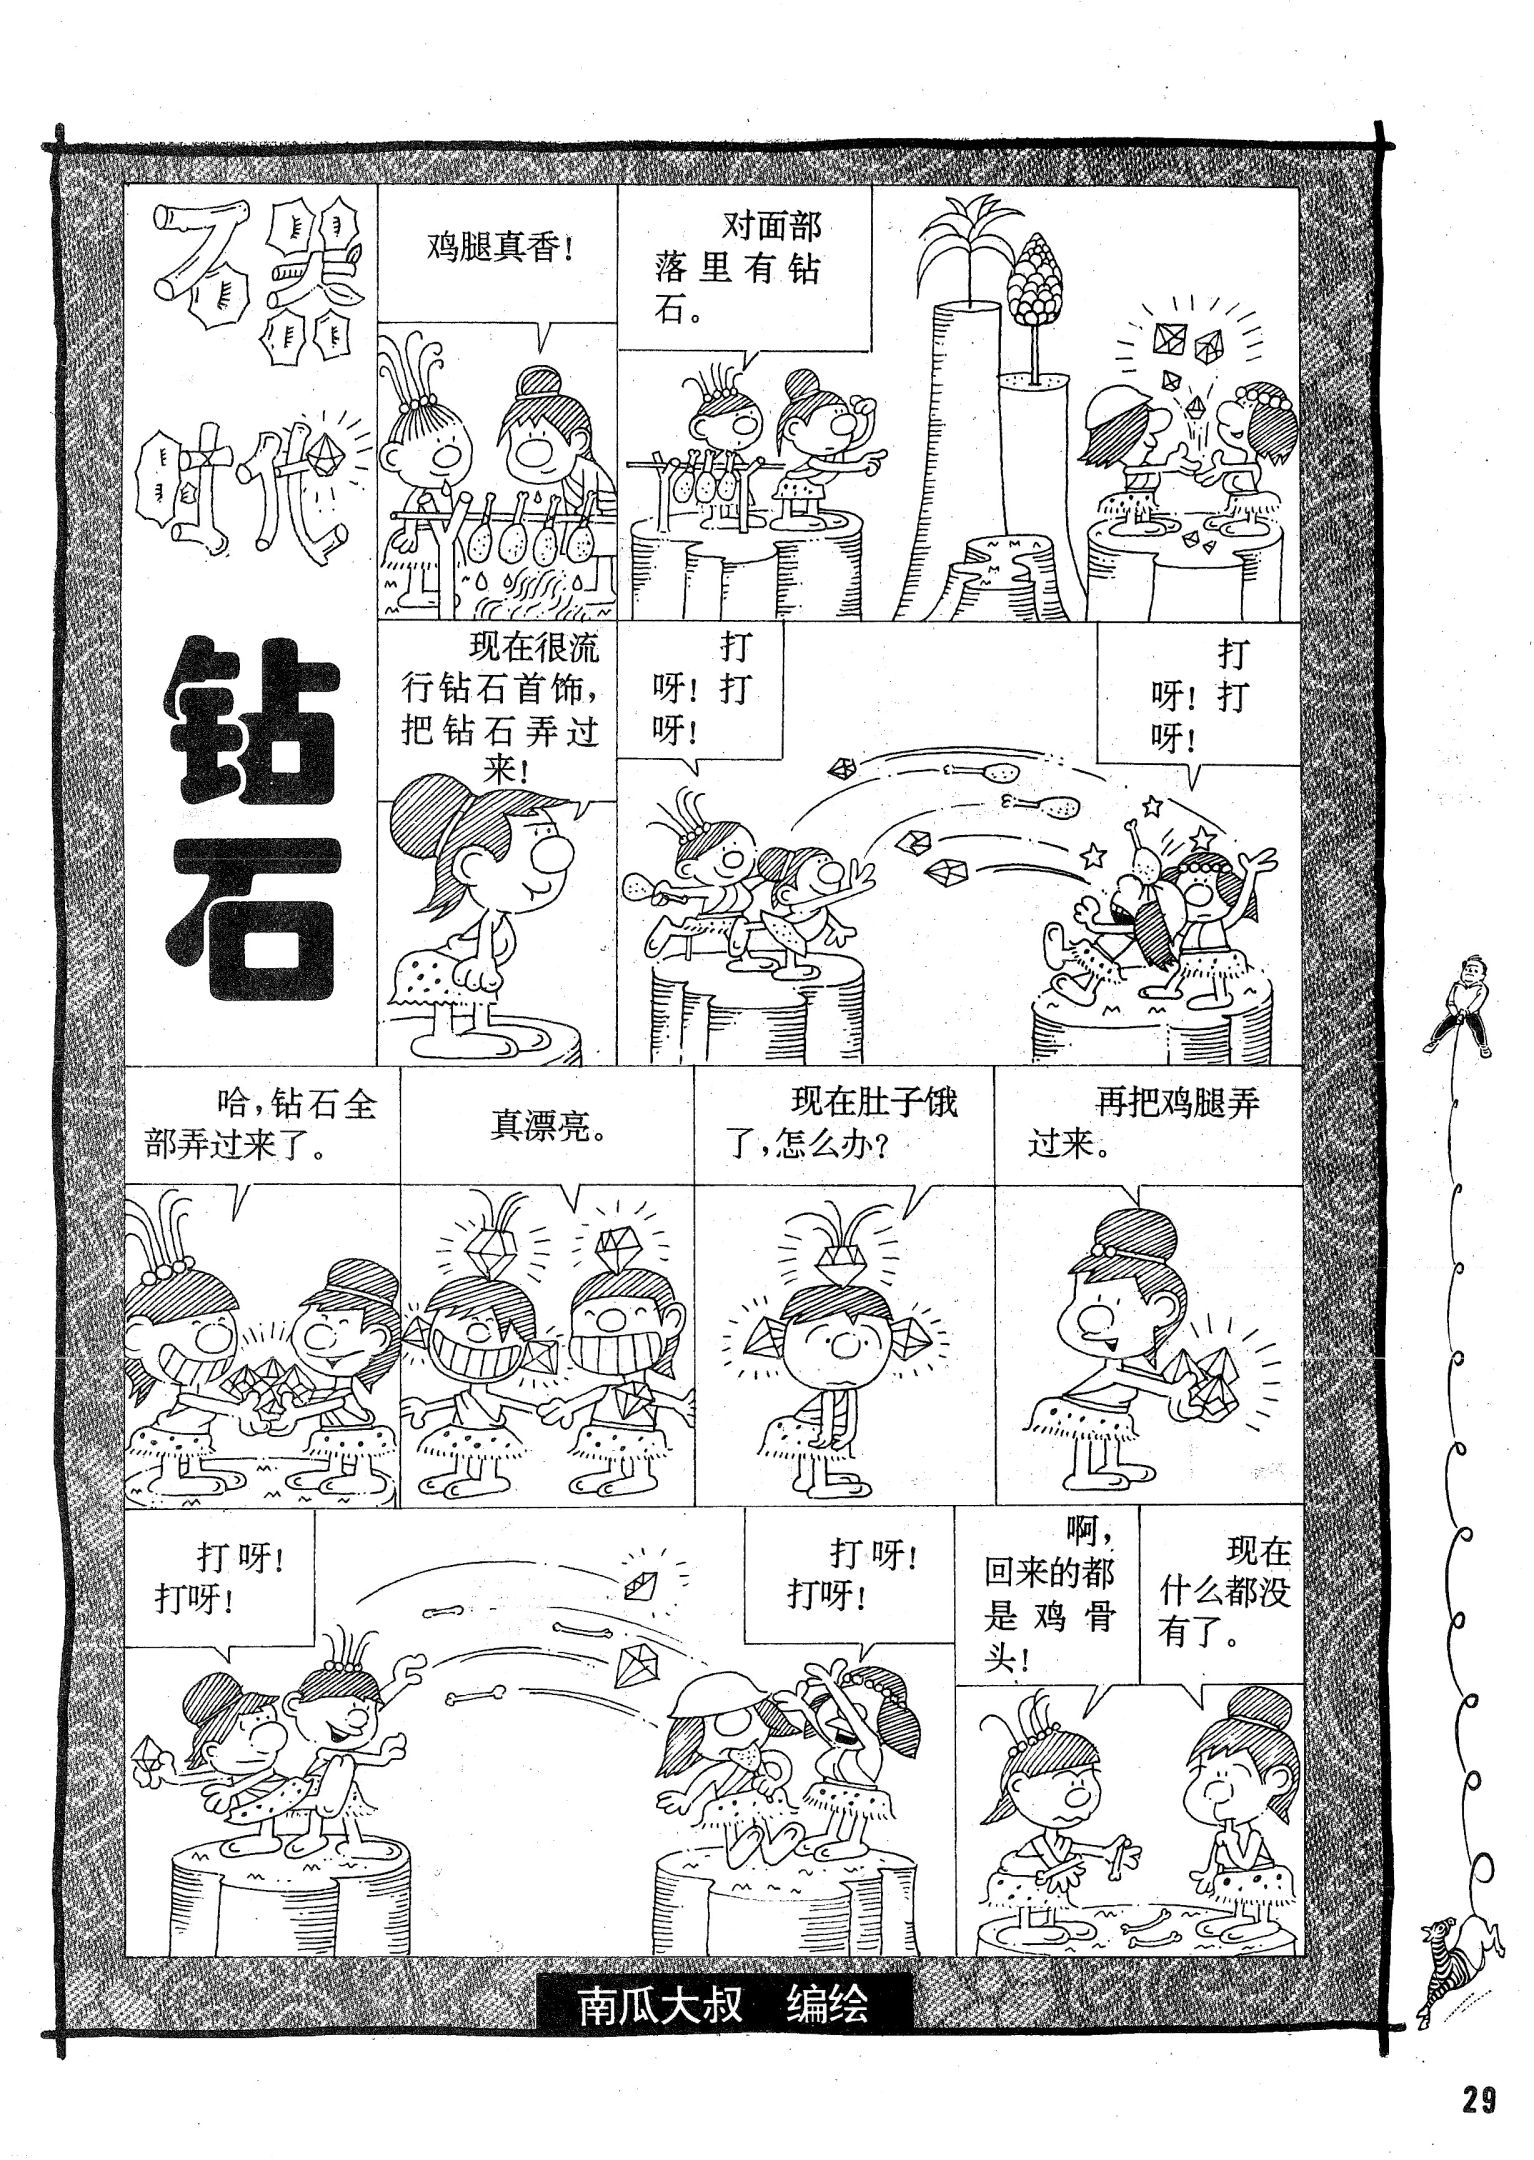 石器
时代
钻
石
鸡腿真香！
对面部
落里有钻
石。
现在很流
行钻石首饰，
把钻石弄过
来！
打
呀！打
呀！
打
呀！打
呀！
哈，钻石全
部弄过来了。
真漂亮。
现在肚子饿
了，怎么办？
再把鸡腿弄
过来。
打呀！
打呀！
打呀！
打呀！
啊，
回来的都
是鸡骨
头！
现在
什么都没
有了。
南瓜大叔 编绘
29